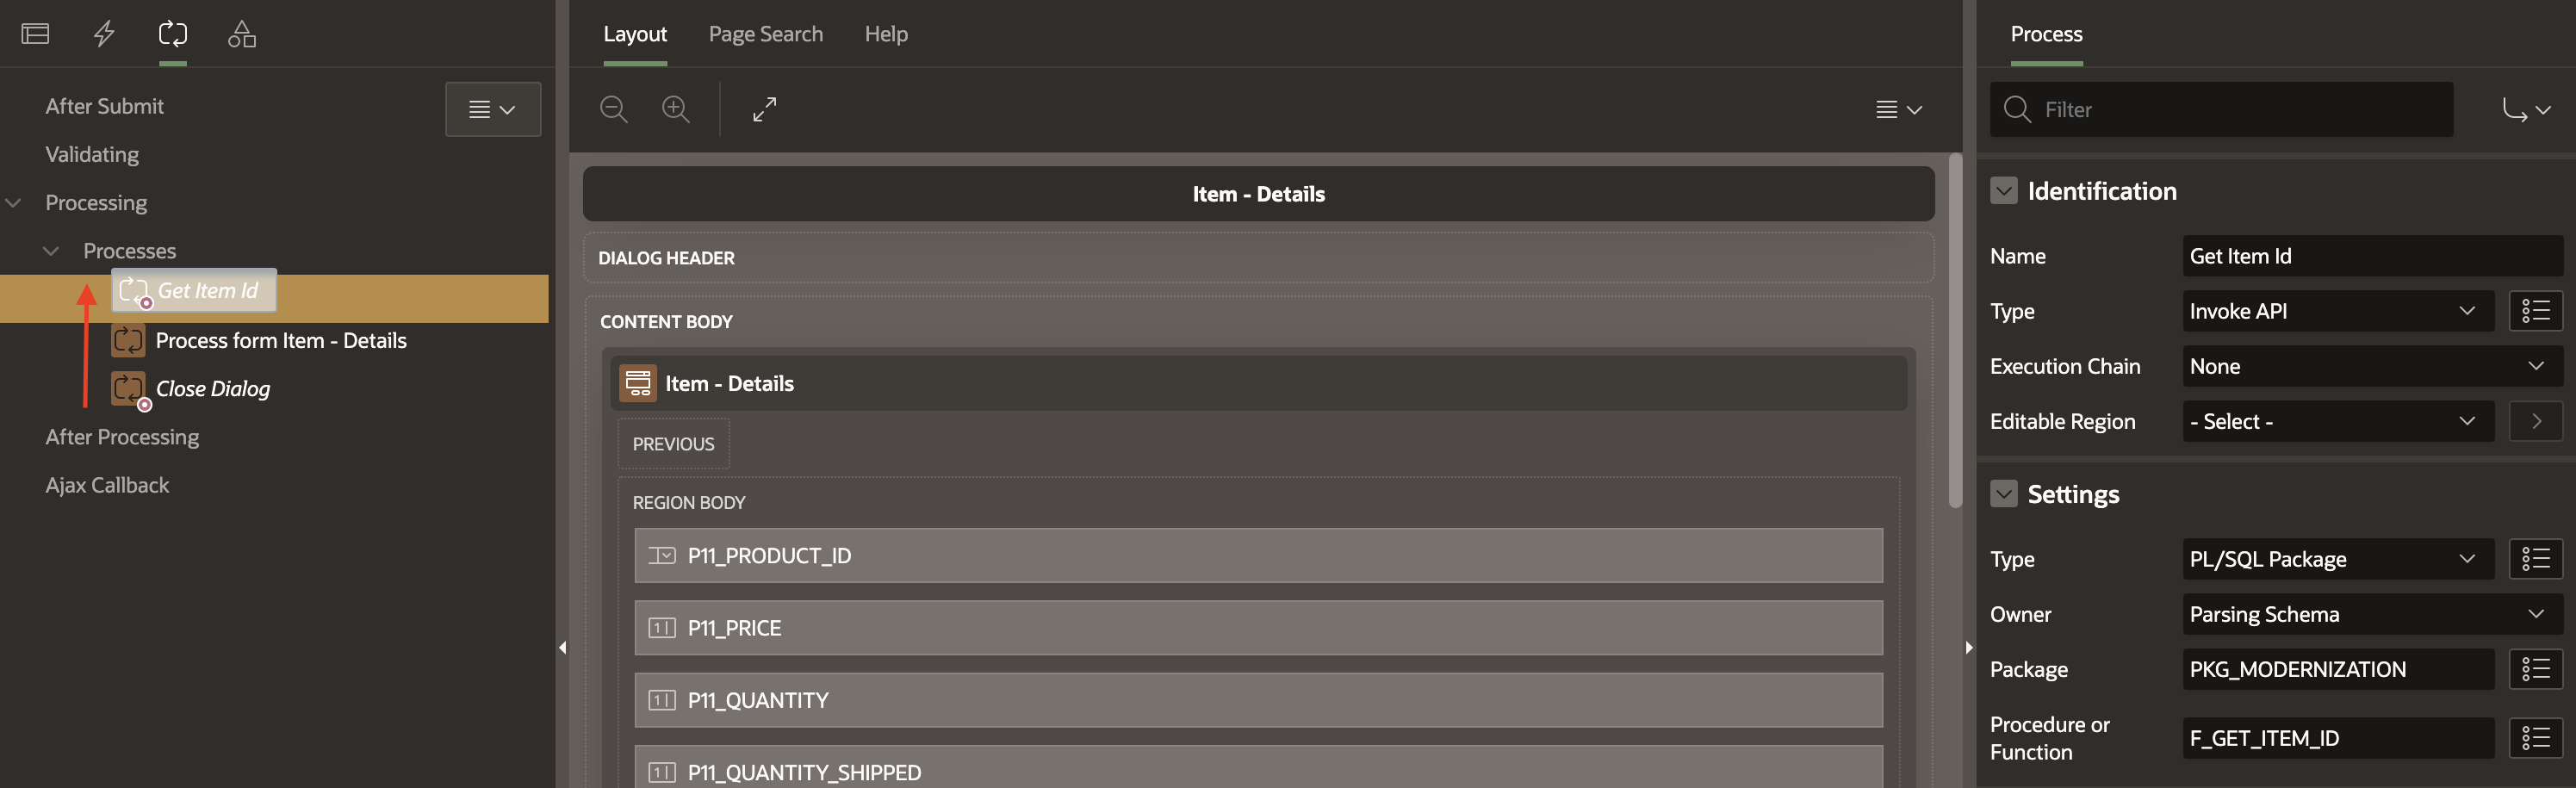 After Submit
Validating
Processing
Processes
Get Item Id
Process form Item - Details
Close Dialog
After Processing
Ajax Callback
Layout
Page Search
Help
Item - Details
DIALOG HEADER
CONTENT BODY
Item - Details
PREVIOUS
REGION BODY
P11_PRODUCT_ID
P11_PRICE
P11_QUANTITY
P11_QUANTITY_SHIPPED
Process
Filter
Identification
Name Get Item Id
Type Invoke API
Execution Chain None
Editable Region - Select -
Settings
Type PL/SQL Package
Owner Parsing Schema
Package PKG_MODERNIZATION
Procedure or
Function F_GET_ITEM_ID